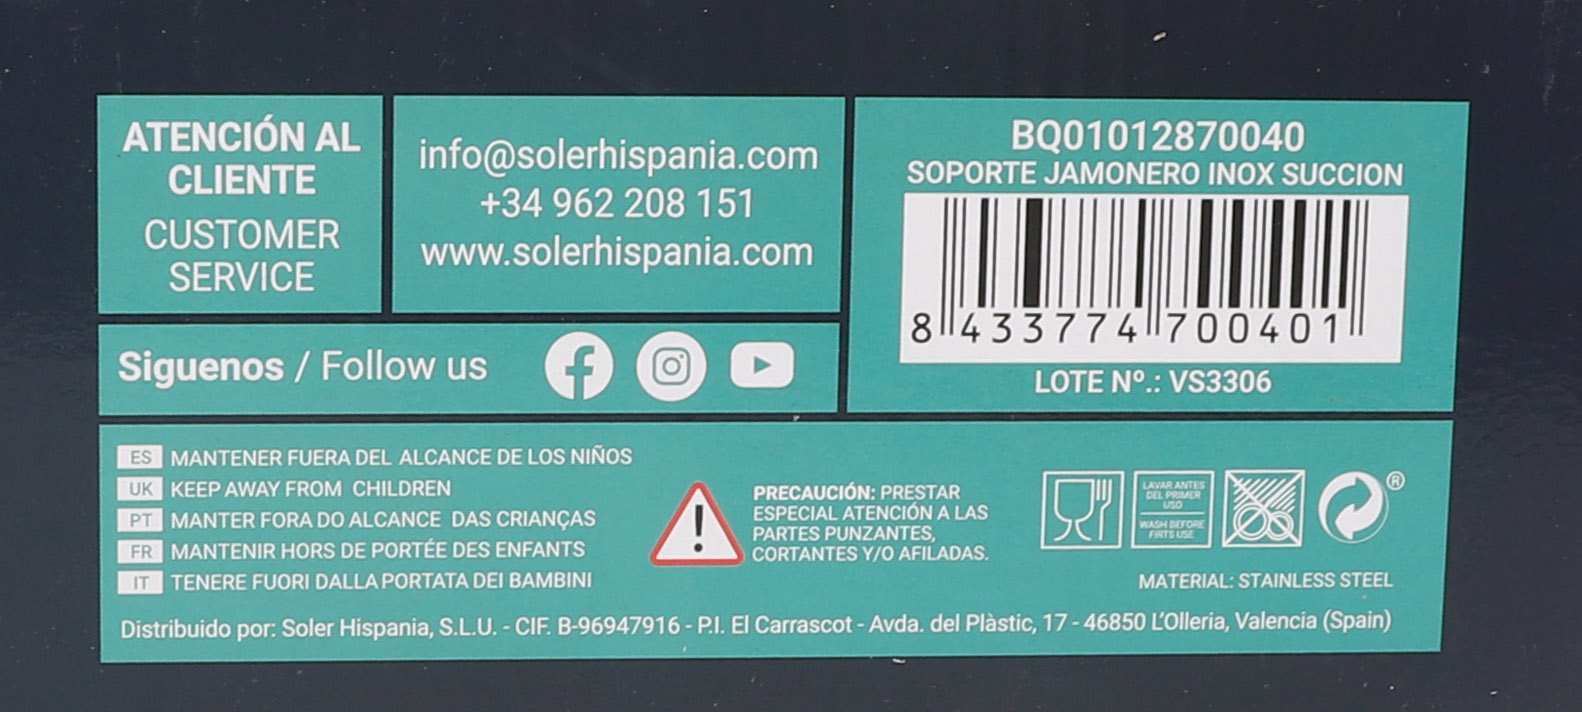 ATENCIÓN AL
CLIENTE
CUSTOMER
SERVICE
info@solerhispania.com
+34 962 208 151
www.solerhispania.com
BQ01012870040
SOPORTE JAMONERO INOX SUCCION
8 433774 700401
LOTE Nº.: VS3306
Siguenos / Follow us
ES MANTENER FUERA DEL ALCANCE DE LOS NIÑOS
UK KEEP AWAY FROM CHILDREN
PT MANTER FORA DO ALCANCE DAS CRIANÇAS
FR MANTENIR HORS DE PORTÉE DES ENFANTS
IT TENERE FUORI DALLA PORTATA DEI BAMBINI
PRECAUCIÓN: PRESTAR
ESPECIAL ATENCIÓN A LAS
PARTES PUNZANTES,
CORTANTES Y/O AFILADAS.
LAVAR ANTES
DEL PRIMER
USO
WASH BEFORE
FIRTS USE
®
MATERIAL: STAINLESS STEEL
Distribuido por: Soler Hispania, S.L.U. - CIF. B-96947916 - P.I. El Carrascot - Avda. del Plàstic, 17 - 46850 L'Olleria, Valencia (Spain)